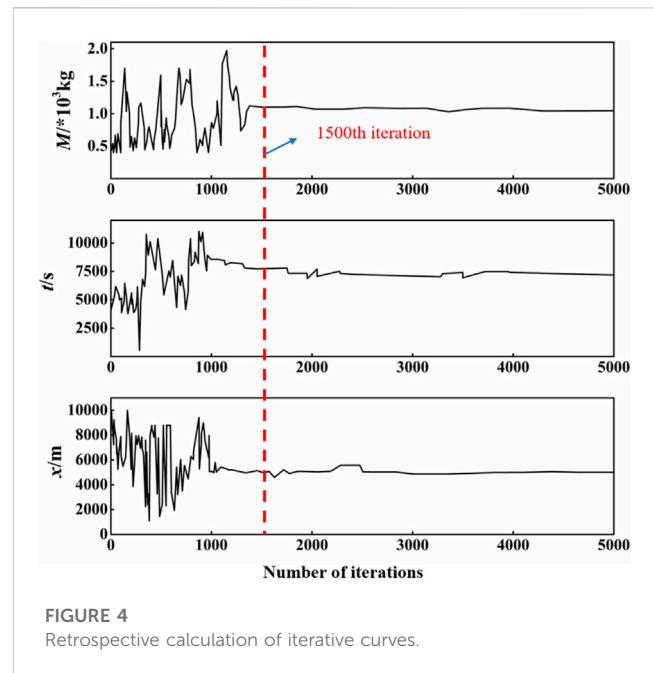 2.0
1.5
1.0
0.5
M/*10³kg
1500th iteration
0 1000 2000 3000 4000 5000
10000
7500
5000
2500
t/s
0 1000 2000 3000 4000 5000
10000
8000
6000
4000
2000
0
x/m
0 1000 2000 3000 4000 5000
Number of iterations
FIGURE 4
Retrospective calculation of iterative curves.